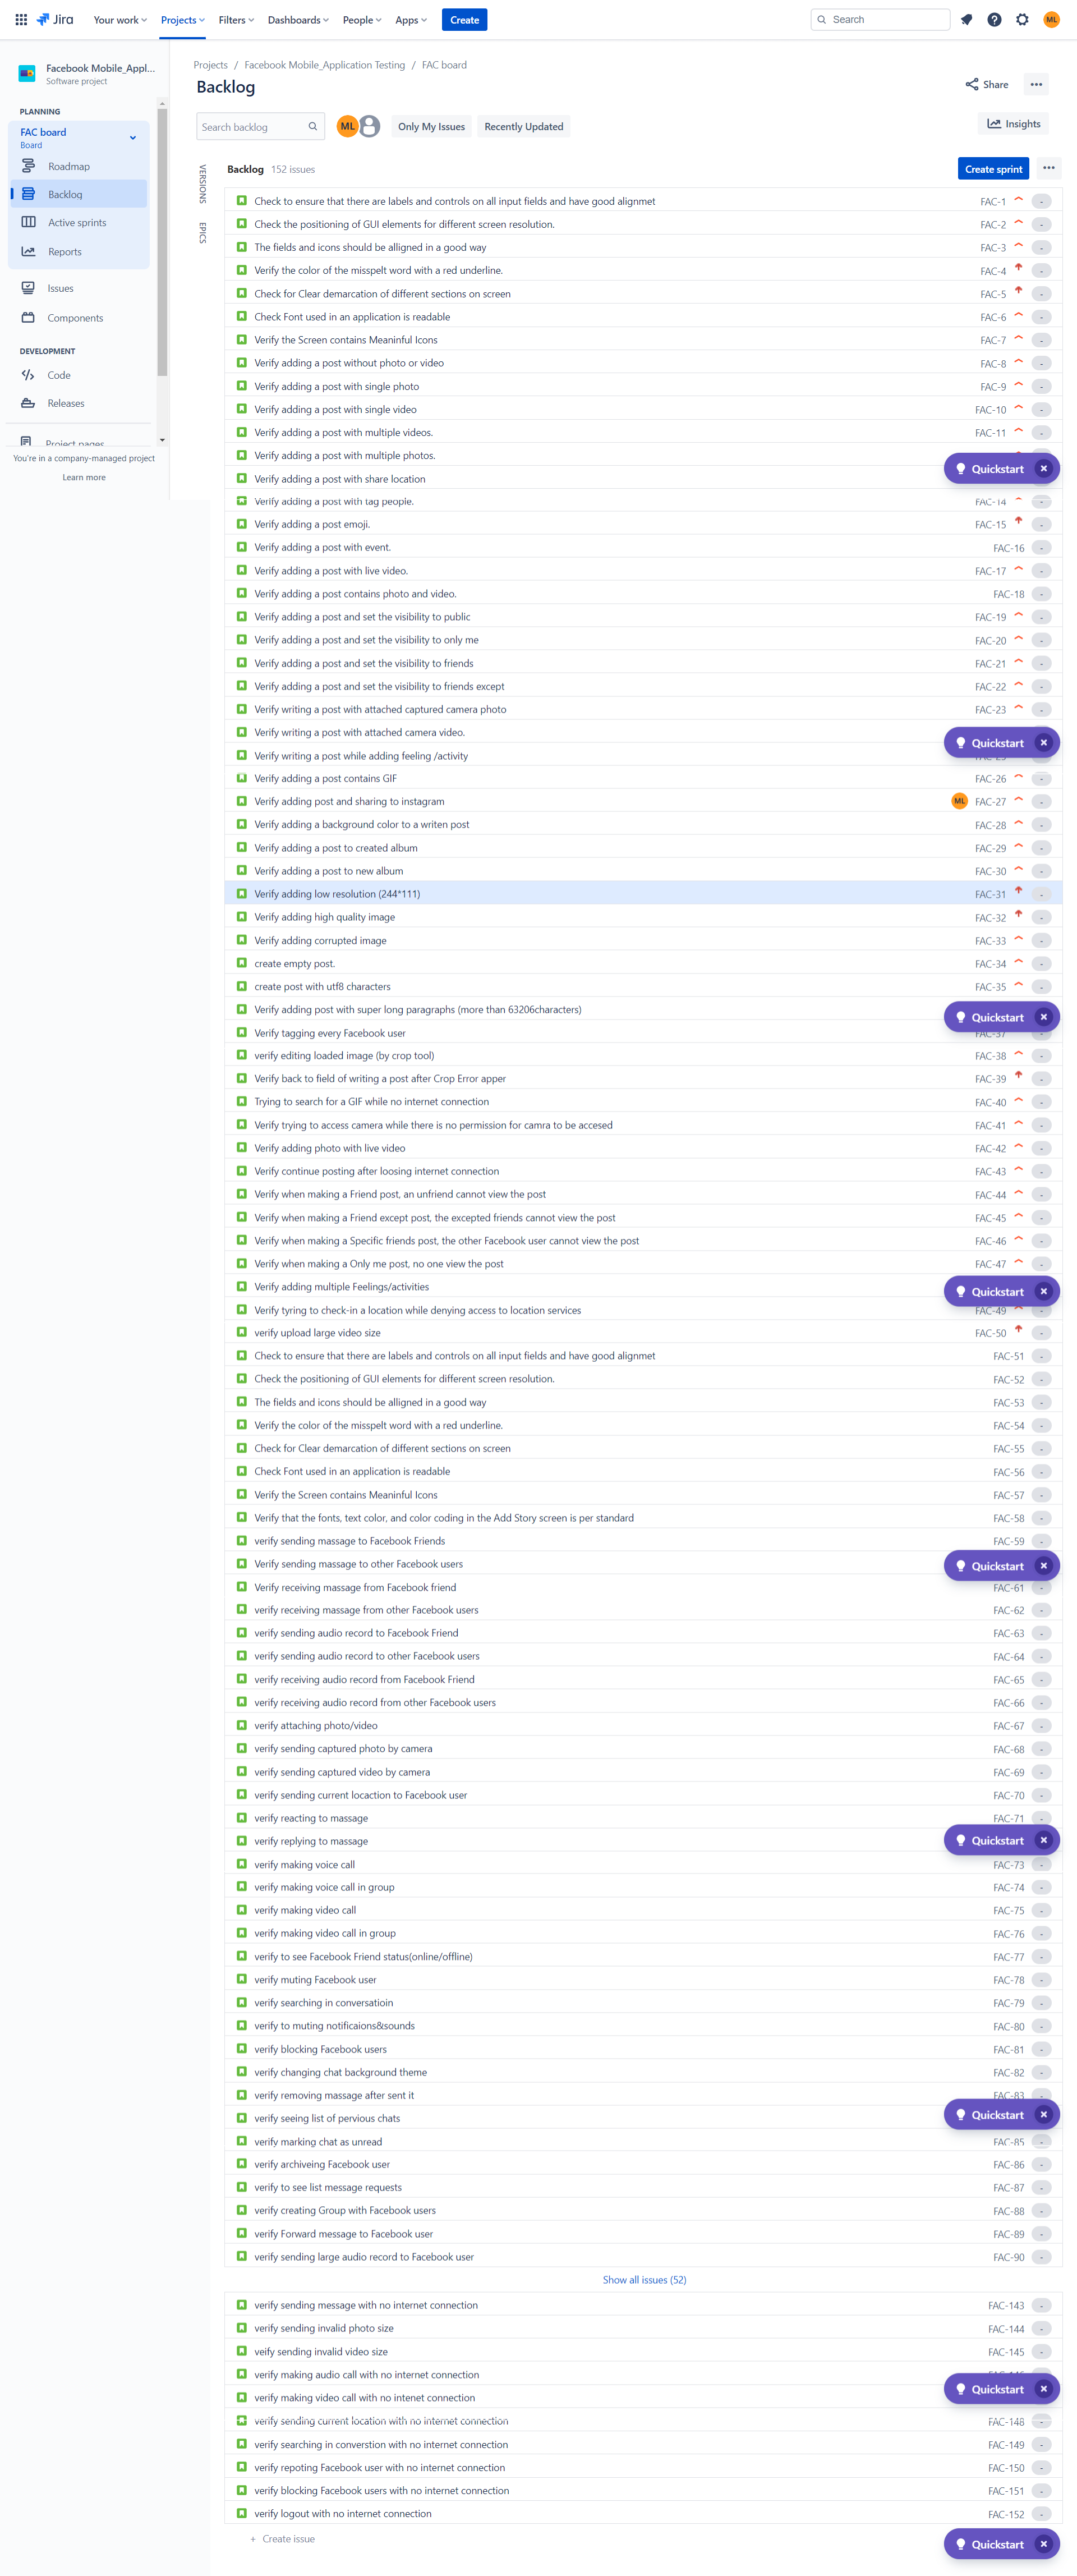 Jira Your work Projects Filters Dashboards People Apps Create Search ML
Facebook Mobile_Appl...
Software project
PLANNING
FAC board
Board
Roadmap
Backlog
Active sprints
Reports
Issues
Components
DEVELOPMENT
Code
Releases
Project pages
You're in a company-managed project
Learn more
Projects / Facebook Mobile_Application Testing / FAC board
Backlog
Share
Search backlog ML Only My Issues Recently Updated Insights
VERSIONS
EPICS
Backlog 152 issues Create sprint
Check to ensure that there are labels and controls on all input fields and have good alignmet FAC-1 -
Check the positioning of GUI elements for different screen resolution. FAC-2 -
The fields and icons should be alligned in a good way FAC-3 -
Verify the color of the misspelt word with a red underline. FAC-4 -
Check for Clear demarcation of different sections on screen FAC-5 -
Check Font used in an application is readable FAC-6 -
Verify the Screen contains Meaninful Icons FAC-7 -
Verify adding a post without photo or video FAC-8 -
Verify adding a post with single photo FAC-9 -
Verify adding a post with single video FAC-10 -
Verify adding a post with multiple videos. FAC-11 -
Verify adding a post with multiple photos.
Quickstart
Verify adding a post with share location
Verify adding a post with tag people. FAC-14 -
Verify adding a post emoji. FAC-15 -
Verify adding a post with event. FAC-16 -
Verify adding a post with live video. FAC-17 -
Verify adding a post contains photo and video. FAC-18 -
Verify adding a post and set the visibility to public FAC-19 -
Verify adding a post and set the visibility to only me FAC-20 -
Verify adding a post and set the visibility to friends FAC-21 -
Verify adding a post and set the visibility to friends except FAC-22 -
Verify writing a post with attached captured camera photo FAC-23 -
Verify writing a post with attached camera video.
Quickstart
Verify writing a post while adding feeling /activity FAC-25
Verify adding a post contains GIF FAC-26 -
Verify adding post and sharing to instagram ML FAC-27 -
Verify adding a background color to a writen post FAC-28 -
Verify adding a post to created album FAC-29 -
Verify adding a post to new album FAC-30 -
Verify adding low resolution (244*111) FAC-31 -
Verify adding high quality image FAC-32 -
Verify adding corrupted image FAC-33 -
create empty post. FAC-34 -
create post with utf8 characters FAC-35 -
Verify adding post with super long paragraphs (more than 63206characters)
Quickstart
Verify tagging every Facebook user FAC-37 -
verify editing loaded image (by crop tool) FAC-38 -
Verify back to field of writing a post after Crop Error apper FAC-39 -
Trying to search for a GIF while no internet connection FAC-40 -
Verify trying to access camera while there is no permission for camra to be accesed FAC-41 -
Verify adding photo with live video FAC-42 -
Verify continue posting after loosing internet connection FAC-43 -
Verify when making a Friend post, an unfriend cannot view the post FAC-44 -
Verify when making a Friend except post, the excepted friends cannot view the post FAC-45 -
Verify when making a Specific friends post, the other Facebook user cannot view the post FAC-46 -
Verify when making a Only me post, no one view the post FAC-47 -
Verify adding multiple Feelings/activities
Quickstart
Verify tyring to check-in a location while denying access to location services FAC-49 -
verify upload large video size FAC-50 -
Check to ensure that there are labels and controls on all input fields and have good alignmet FAC-51 -
Check the positioning of GUI elements for different screen resolution. FAC-52 -
The fields and icons should be alligned in a good way FAC-53 -
Verify the color of the misspelt word with a red underline. FAC-54 -
Check for Clear demarcation of different sections on screen FAC-55 -
Check Font used in an application is readable FAC-56 -
Verify the Screen contains Meaninful Icons FAC-57 -
Verify that the fonts, text color, and color coding in the Add Story screen is per standard FAC-58 -
verify sending massage to Facebook Friends FAC-59 -
Verify sending massage to other Facebook users
Quickstart
Verify receiving massage from Facebook friend FAC-61 -
verify receiving massage from other Facebook users FAC-62 -
verify sending audio record to Facebook Friend FAC-63 -
verify sending audio record to other Facebook users FAC-64 -
verify receiving audio record from Facebook Friend FAC-65 -
verify receiving audio record from other Facebook users FAC-66 -
verify attaching photo/video FAC-67 -
verify sending captured photo by camera FAC-68 -
verify sending captured video by camera FAC-69 -
verify sending current locaction to Facebook user FAC-70 -
verify reacting to massage FAC-71 -
verify replying to massage
Quickstart
verify making voice call FAC-73 -
verify making voice call in group FAC-74 -
verify making video call FAC-75 -
verify making video call in group FAC-76 -
verify to see Facebook Friend status(online/offline) FAC-77 -
verify muting Facebook user FAC-78 -
verify searching in conversatioin FAC-79 -
verify to muting notificaions&sounds FAC-80 -
verify blocking Facebook users FAC-81 -
verify changing chat background theme FAC-82 -
verify removing massage after sent it FAC-83 -
verify seeing list of pervious chats
Quickstart
verify marking chat as unread FAC-85 -
verify archiveing Facebook user FAC-86 -
verify to see list message requests FAC-87 -
verify creating Group with Facebook users FAC-88 -
verify Forward message to Facebook user FAC-89 -
verify sending large audio record to Facebook user FAC-90 -
Show all issues (52)
verify sending message with no internet connection FAC-143 -
verify sending invalid photo size FAC-144 -
veify sending invalid video size FAC-145 -
verify making audio call with no internet connection FAC-146
Quickstart
verify making video call with no intenet connection
verify sending current location with no internet connection FAC-148 -
verify searching in converstion with no internet connection FAC-149 -
verify repoting Facebook user with no internet connection FAC-150 -
verify blocking Facebook users with no internet connection FAC-151 -
verify logout with no internet connection FAC-152 -
+ Create issue
Quickstart